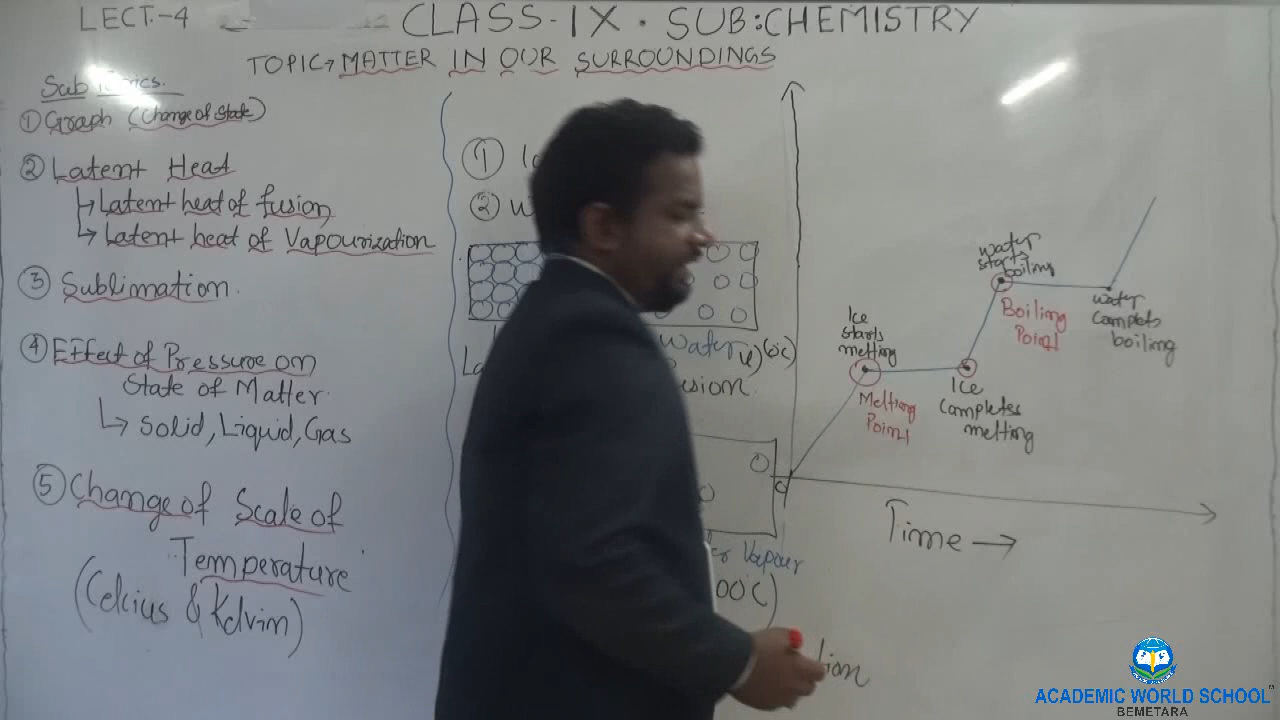 LECT.-4
CLASS-IX . SUB:CHEMISTRY
TOPIC→ MATTER IN OUR SURROUNDINGS
Sub
① Graph (Change of State)
② Latent Heat
↳ Latent heat of fusion
↳ Latent heat of Vapourization
③ Sublimation.
④ Effect of Pressure on
State of Matter.
↳ Solid, Liquid, Gas
⑤ Change of Scale of
Temperature
(Celcius & Kelvin)
①
②
Water
Vapour
Ice
starts
melting
Melting
Point
Ice
Completes
melting
water
starts
boiling
Boiling
Point
water
Complets
boiling
O
Time →
ACADEMIC WORLD SCHOOL
BEMETARA